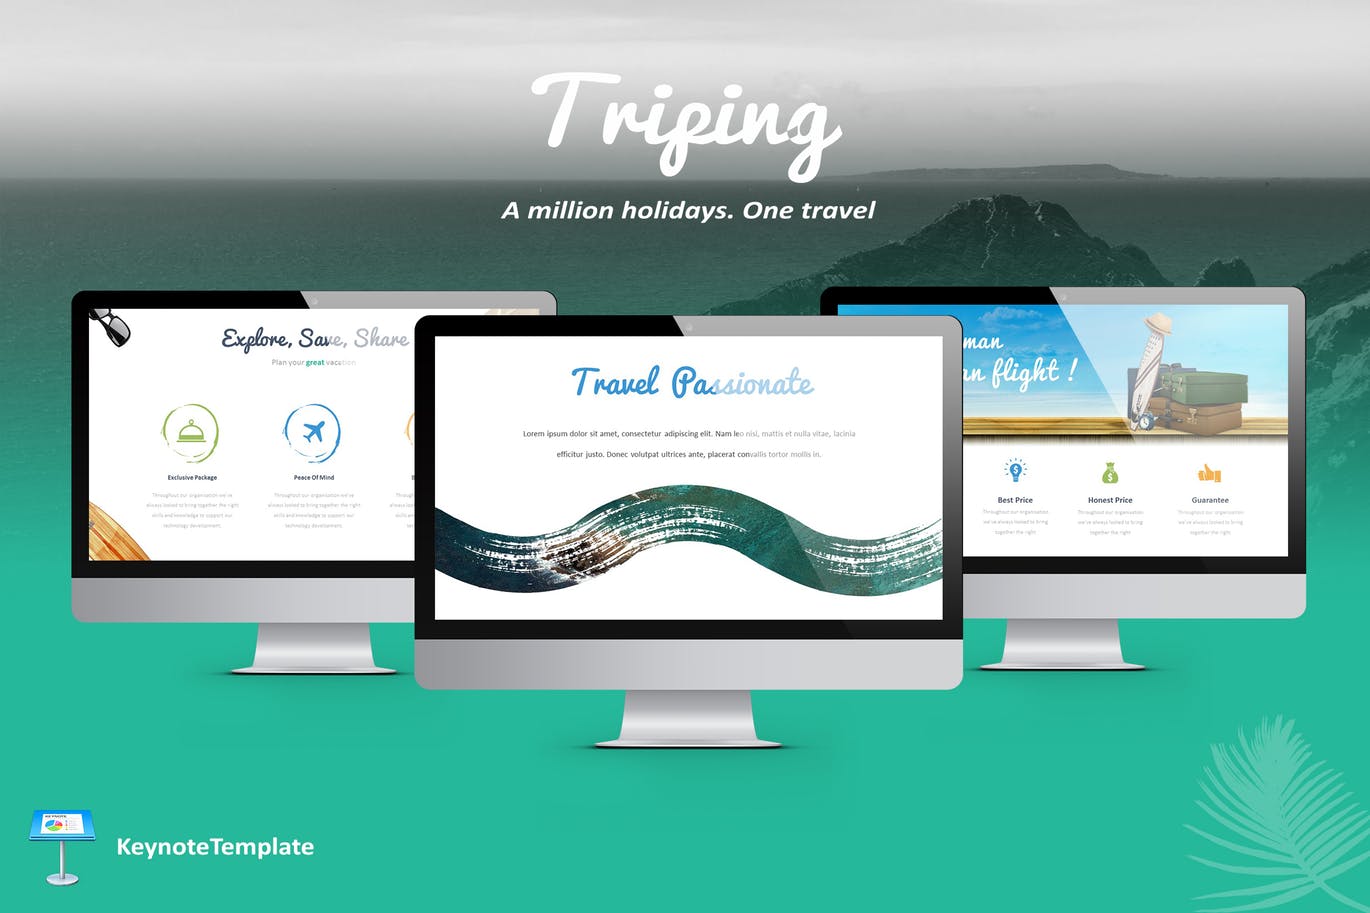 Triping
A million holidays. One travel
Explore, Save, Share
Plan your great vacation
Exclusive Package
Throughout our organisation we've
always looked to bring together the right
skills and knowledge to support our
technology development.
Peace Of Mind
Throughout our organisation we've
always looked to bring together the right
skills and knowledge to support our
technology development.
Travel Passionate
Lorem ipsum dolor sit amet, consectetur adipiscing elit. Nam leo nisi, mattis et nulla vitae, lacinia
efficitur justo. Donec volutpat ultrices ante, placerat convallis tortor mollis in.
man
an flight !
Best Price
Throughout our organisation
we've always looked to bring
together the right
Honest Price
Throughout our organisation
we've always looked to bring
together the right
Guarantee
Throughout our organisation
we've always looked to bring
together the right
KEYNOTE
KeynoteTemplate